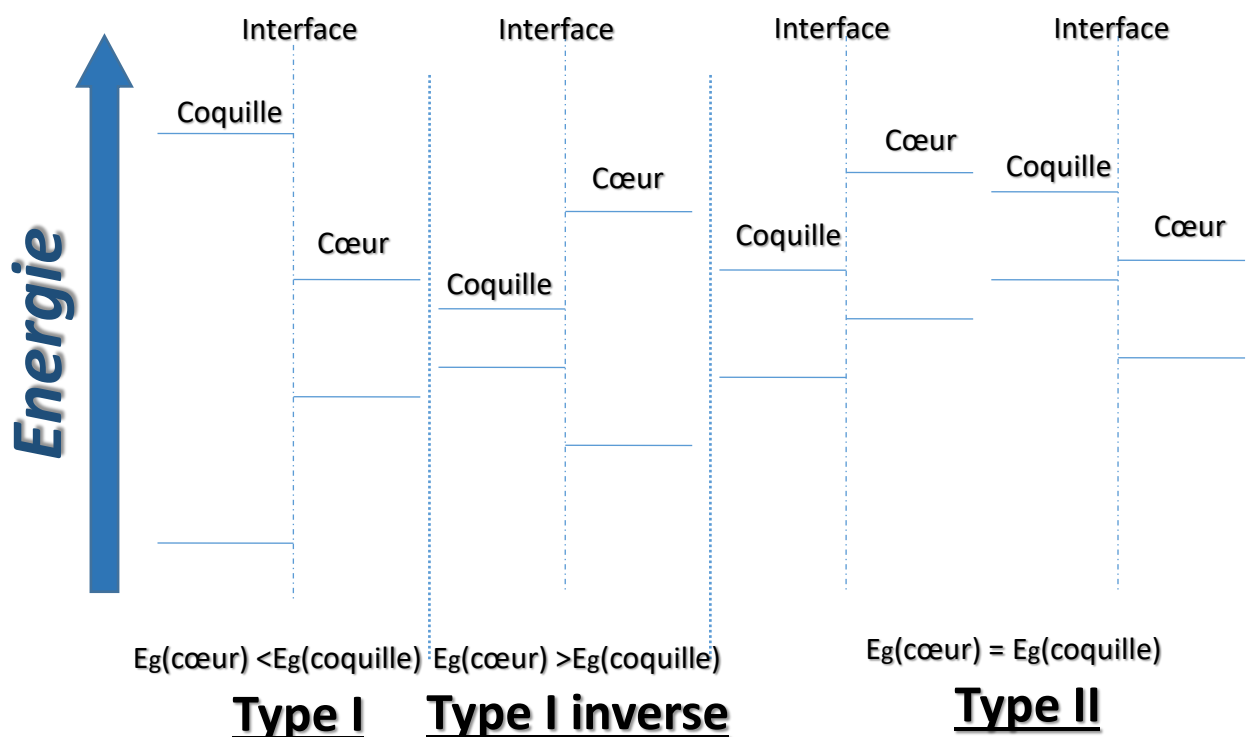 Interface
Interface
Interface
Interface
Coquille
Cœur
Cœur
Coquille
Cœur
Coquille
Coquille
Cœur
Energie
Eg(cœur) <Eg(coquille)
Eg(cœur) >Eg(coquille)
Eg(cœur) = Eg(coquille)
Type I
Type I inverse
Type II